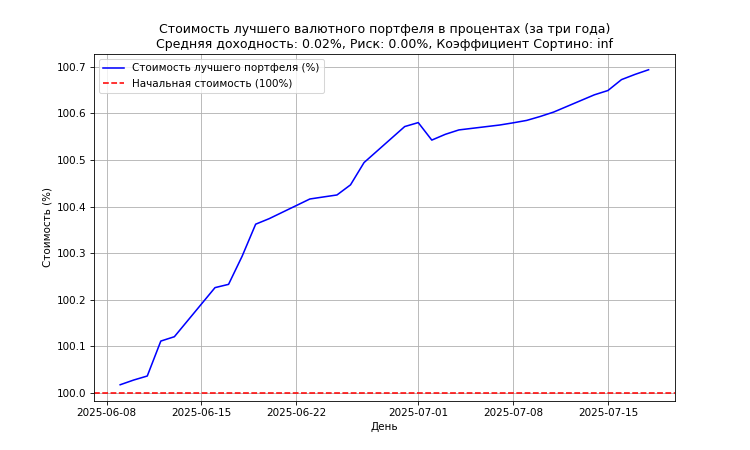 Стоимость лучшего валютного портфеля в процентах (за три года)
Средняя доходность: 0.02%, Риск: 0.00%, Коэффициент Сортино: inf
Стоимость лучшего портфеля (%)
Начальная стоимость (100%)
Стоимость (%)
100.7
100.6
100.5
100.4
100.3
100.2
100.1
100.0
2025-06-08 2025-06-15 2025-06-22 2025-07-01 2025-07-08 2025-07-15
День